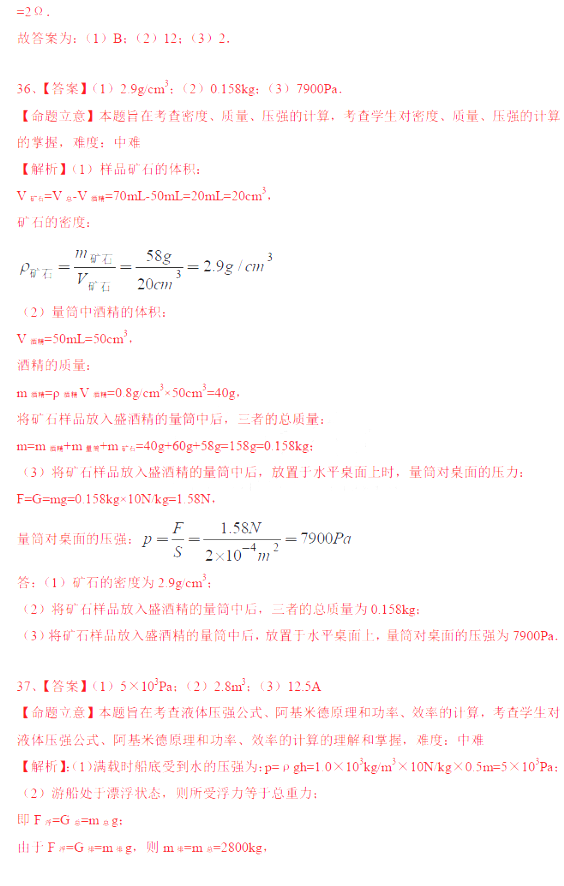 =2Ω.
故答案为：（1）B；（2）12；（3）2.
36、【答案】（1）2.9g/cm³；（2）0.158kg；（3）7900Pa.
【命题立意】本题旨在考查密度、质量、压强的计算，考查学生对密度、质量、压强的计算
的掌握，难度：中难
【解析】（1）样品矿石的体积：
V矿石=V总-V酒精=70mL-50mL=20mL=20cm³，
矿石的密度：
ρ矿石=m矿石/V矿石=58g/20cm³=2.9g/cm³
（2）量筒中酒精的体积：
V酒精=50mL=50cm³，
酒精的质量：
m酒精=ρ酒精V酒精=0.8g/cm³×50cm³=40g，
将矿石样品放入盛酒精的量筒中后，三者的总质量：
m=m酒精+m量筒+m矿石=40g+60g+58g=158g=0.158kg；
（3）将矿石样品放入盛酒精的量筒中后，放置于水平桌面上时，量筒对桌面的压力：
F=G=mg=0.158kg×10N/kg=1.58N，
量筒对桌面的压强：p=F/S=1.58N/2×10⁻⁴m²=7900Pa
答：（1）矿石的密度为2.9g/cm³；
（2）将矿石样品放入盛酒精的量筒中后，三者的总质量为0.158kg；
（3）将矿石样品放入盛酒精的量筒中后，放置于水平桌面上，量筒对桌面的压强为7900Pa.
37、【答案】（1）5×10³Pa；（2）2.8m³；（3）12.5A
【命题立意】本题旨在考查液体压强公式、阿基米德原理和功率、效率的计算，考查学生对
液体压强公式、阿基米德原理和功率、效率的计算的理解和掌握，难度：中难
【解析】：（1）满载时船底受到水的压强为：p=ρgh=1.0×10³kg/m³×10N/kg×0.5m=5×10³Pa；
（2）游船处于漂浮状态，则所受浮力等于总重力；
即F浮=G总=m总g；
由于F浮=G排=m排g，则m排=m总=2800kg，